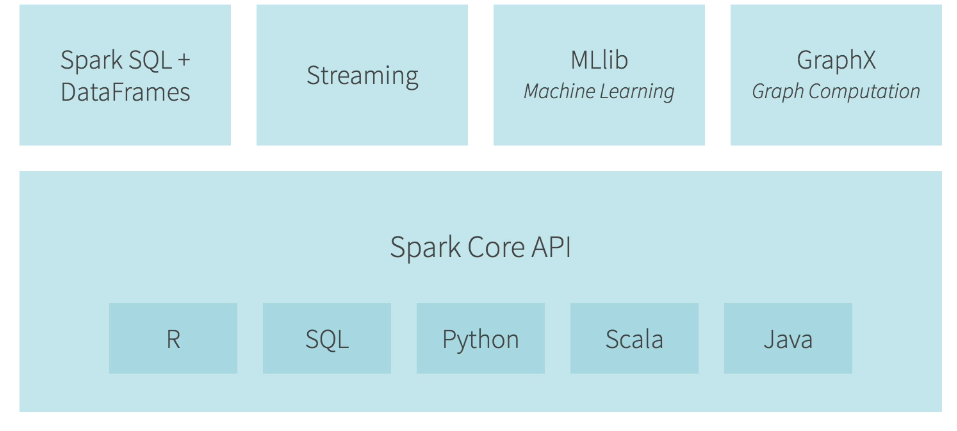 Spark SQL +
DataFrames
Streaming
MLlib
Machine Learning
GraphX
Graph Computation
Spark Core API
R
SQL
Python
Scala
Java